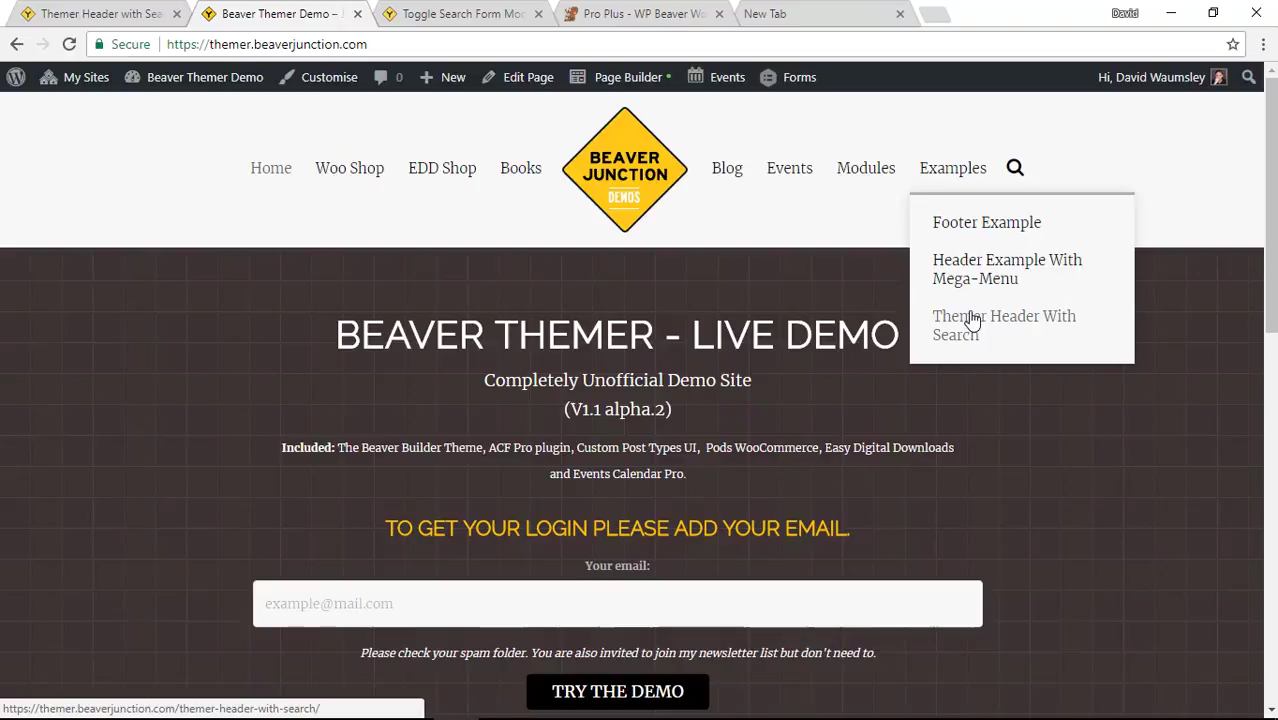 Themer Header with Sea
Beaver Themer Demo –
Toggle Search Form Mod
Pro Plus - WP Beaver Wo
New Tab
David
Secure
https://themer.beaverjunction.com
My Sites
Beaver Themer Demo
Customise
0
New
Edit Page
Page Builder
Events
Forms
Hi, David Waumsley
Home
Woo Shop
EDD Shop
Books
BEAVER
JUNCTION
DEMOS
Blog
Events
Modules
Examples
Footer Example
Header Example With
Mega-Menu
Themer Header With
Search
BEAVER THEMER - LIVE DEMO
Completely Unofficial Demo Site
(V1.1 alpha.2)
Included: The Beaver Builder Theme, ACF Pro plugin, Custom Post Types UI, Pods WooCommerce, Easy Digital Downloads
and Events Calendar Pro.
TO GET YOUR LOGIN PLEASE ADD YOUR EMAIL.
Your email:
example@mail.com
Please check your spam folder. You are also invited to join my newsletter list but don't need to.
TRY THE DEMO
https://themer.beaverjunction.com/themer-header-with-search/